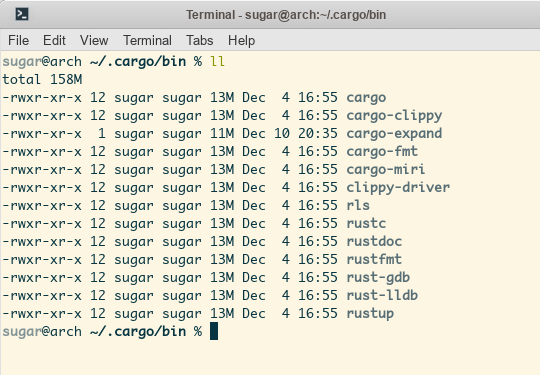 Terminal - sugar@arch:~/.cargo/bin
File Edit View Terminal Tabs Help
sugar@arch ~/.cargo/bin % ll
total 158M
-rwxr-xr-x 12 sugar sugar 13M Dec  4 16:55 cargo
-rwxr-xr-x 12 sugar sugar 13M Dec  4 16:55 cargo-clippy
-rwxr-xr-x  1 sugar sugar 11M Dec 10 20:35 cargo-expand
-rwxr-xr-x 12 sugar sugar 13M Dec  4 16:55 cargo-fmt
-rwxr-xr-x 12 sugar sugar 13M Dec  4 16:55 cargo-miri
-rwxr-xr-x 12 sugar sugar 13M Dec  4 16:55 clippy-driver
-rwxr-xr-x 12 sugar sugar 13M Dec  4 16:55 rls
-rwxr-xr-x 12 sugar sugar 13M Dec  4 16:55 rustc
-rwxr-xr-x 12 sugar sugar 13M Dec  4 16:55 rustdoc
-rwxr-xr-x 12 sugar sugar 13M Dec  4 16:55 rustfmt
-rwxr-xr-x 12 sugar sugar 13M Dec  4 16:55 rust-gdb
-rwxr-xr-x 12 sugar sugar 13M Dec  4 16:55 rust-lldb
-rwxr-xr-x 12 sugar sugar 13M Dec  4 16:55 rustup
sugar@arch ~/.cargo/bin %